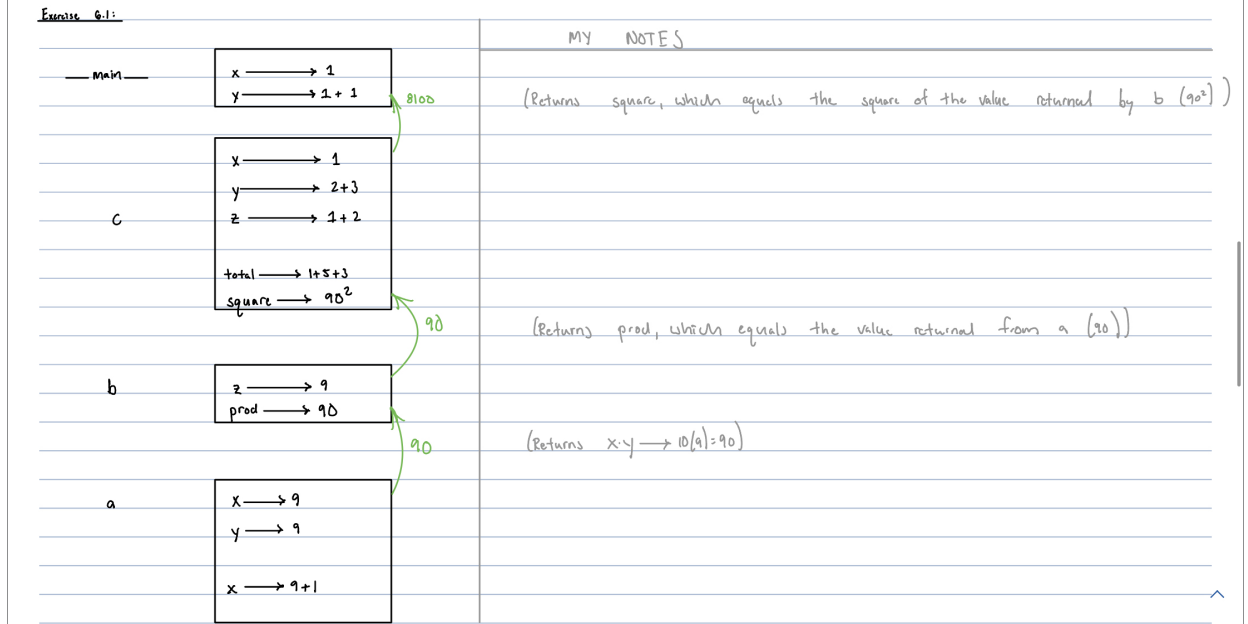 Exercise 6.1:
MY NOTES
__main__
x → 1
y → 1 + 1
8100
(Returns square, which equals the square of the value returned by b (90²))
c
x → 1
y → 2+3
z → 1+2
total → 1+5+3
square → 90²
90
(Returns prod, which equals the value returned from a (90))
b
z → 9
prod → 90
90
(Returns x·y → 10(9)=90)
a
x → 9
y → 9
x → 9+1